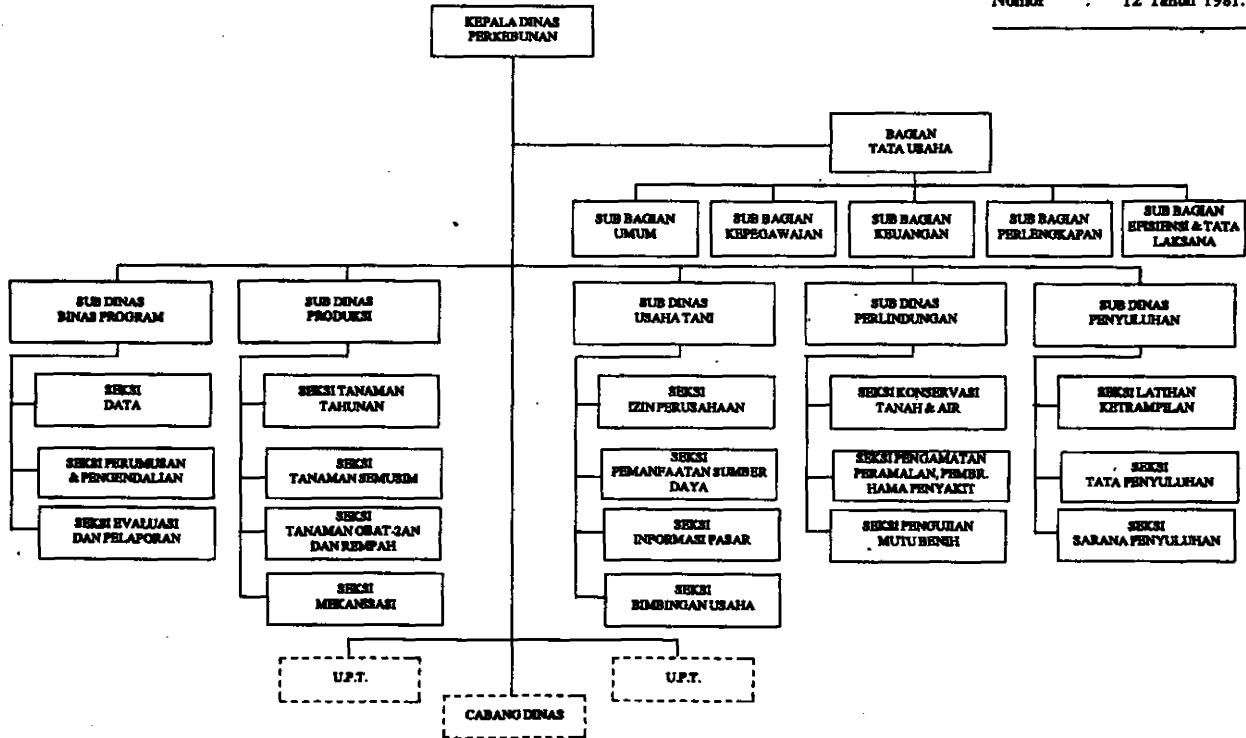 Nomor : 12 Tahun 1981.
KEPALA DINAS
PERKEBUNAN
BAGIAN
TATA USAHA
SUB BAGIAN
UMUM
SUB BAGIAN
KEPEGAWAIAN
SUB BAGIAN
KEUANGAN
SUB BAGIAN
PERLENGKAPAN
SUB BAGIAN
EFISIENSI & TATA
LAKSANA
SUB DINAS
BINAS PROGRAM
SUB DINAS
PRODUKSI
SUB DINAS
USAHA TANI
SUB DINAS
PERLINDUNGAN
SUB DINAS
PENYULUHAN
SEKSI
DATA
SEKSI PERUMUSAN
& PENGENDALIAN
SEKSI EVALUASI
DAN PELAPORAN
SEKSI TANAMAN
TAHUNAN
SEKSI
TANAMAN SEMUSIM
SEKSI
TANAMAN OBAT-2AN
DAN REMPAH
SEKSI
MEKANISASI
SEKSI
IZIN PERUSAHAAN
SEKSI
PEMANFAATAN SUMBER
DAYA
SEKSI
INFORMASI PASAR
SEKSI
BIMBINGAN USAHA
SEKSI KONSERVASI
TANAH & AIR
SEKSI PENGAMATAN
PERAMALAN, PEMBR.
HAMA PENYAKIT
SEKSI PENGUJIAN
MUTU BENIH
SEKSI LATIHAN
KETRAMPILAN
SEKSI
TATA PENYULUHAN
SEKSI
SARANA PENYULUHAN
U.P.T.
U.P.T.
CABANG DINAS